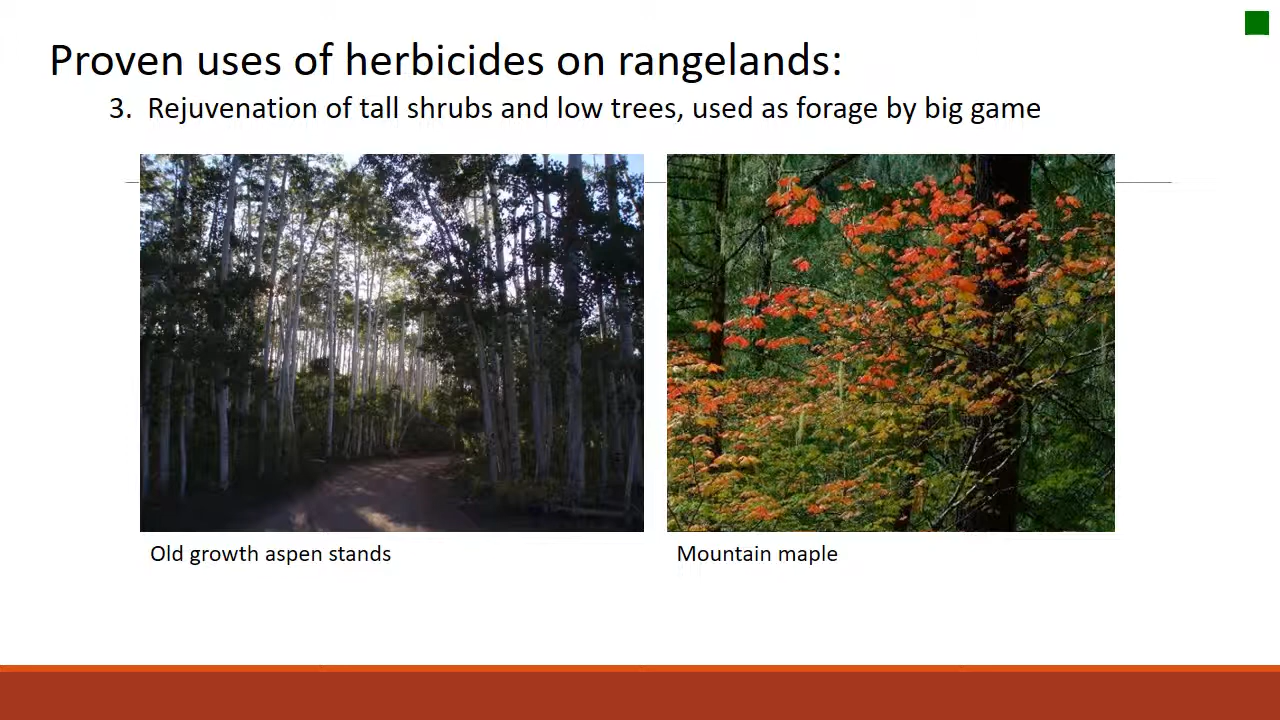 Proven uses of herbicides on rangelands:
3. Rejuvenation of tall shrubs and low trees, used as forage by big game
Old growth aspen stands
Mountain maple